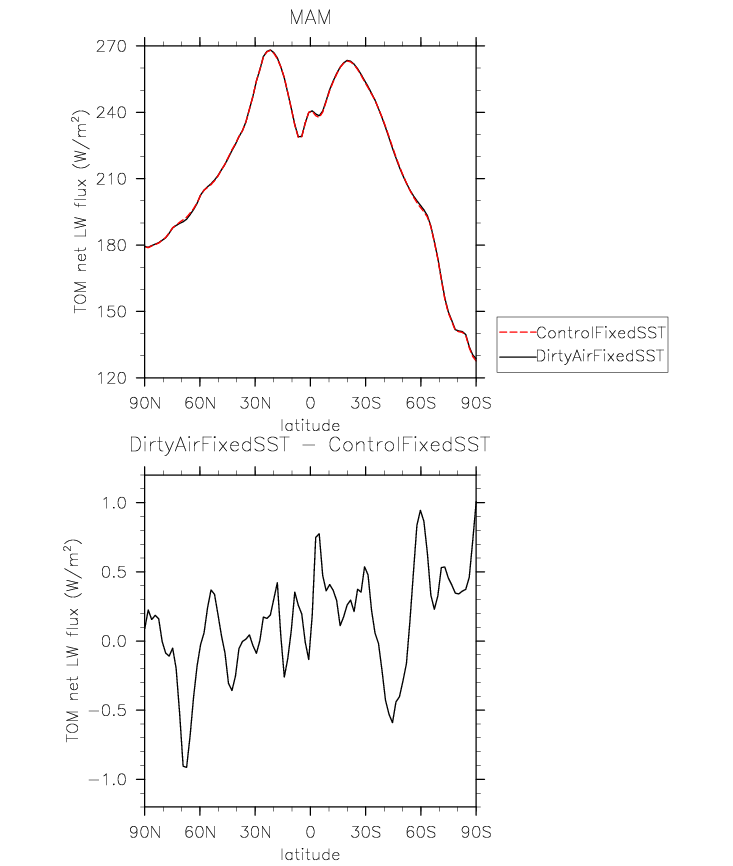 MAM
270
240
210
180
150
120
TOM net LW flux (W/m²)
90N 60N 30N 0 30S 60S 90S
latitude
ControlFixedSST
DirtyAirFixedSST
DirtyAirFixedSST − ControlFixedSST
1.0
0.5
0.0
−0.5
−1.0
TOM net LW flux (W/m²)
90N 60N 30N 0 30S 60S 90S
latitude